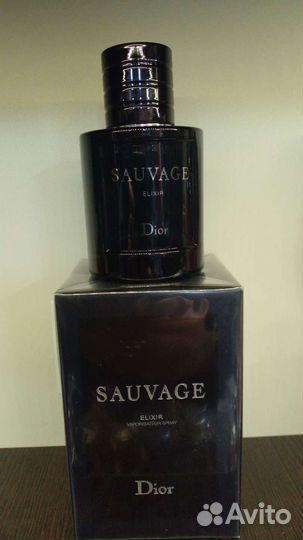 SAUVAGE
ELIXIR
Dior
SAUVAGE
ELIXIR
VAPORISATEUR SPRAY
Dior
Avito